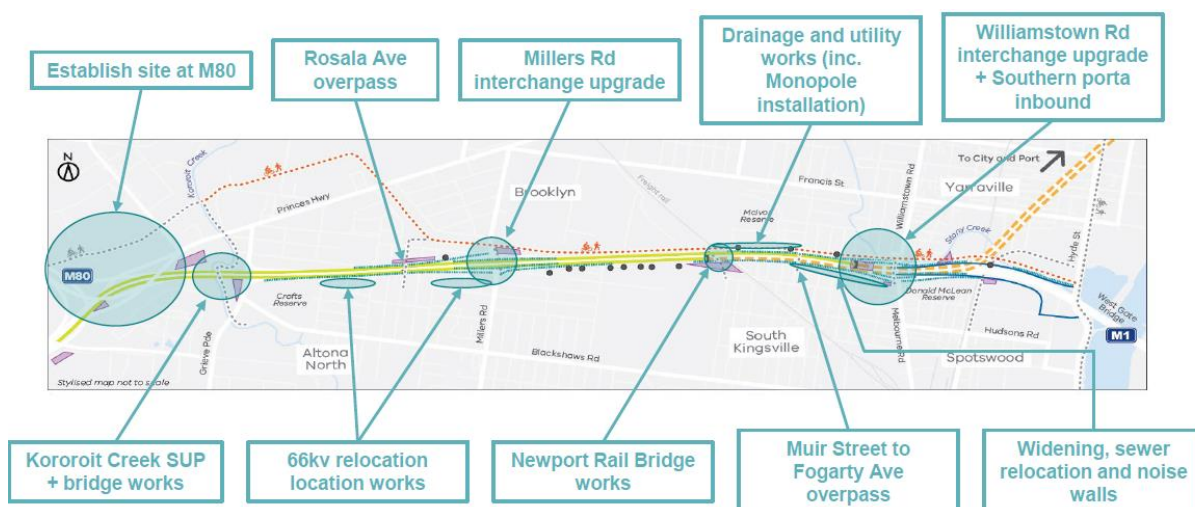 Establish site at M80
Rosala Ave
overpass
Millers Rd
interchange upgrade
Drainage and utility
works (inc.
Monopole
installation)
Williamstown Rd
interchange upgrade
+ Southern porta
inbound
N
Kororoit Creek
Princes Hwy
Brooklyn
Freight rail
Francis St
McIvor
Reserve
Williamstown Rd
To City and Port
Yarraville
Stony Creek
Hyde St
M80
Crofts
Reserve
Grieve Pde
Altona
North
Millers Rd
Blackshaws Rd
South
Kingsville
Donald McLean
Reserve
Melbourne Rd
Hudsons Rd
Spotswood
West Gate
Bridge
M1
Stylised map not to scale
Kororoit Creek SUP
+ bridge works
66kv relocation
location works
Newport Rail Bridge
works
Muir Street to
Fogarty Ave
overpass
Widening, sewer
relocation and noise
walls